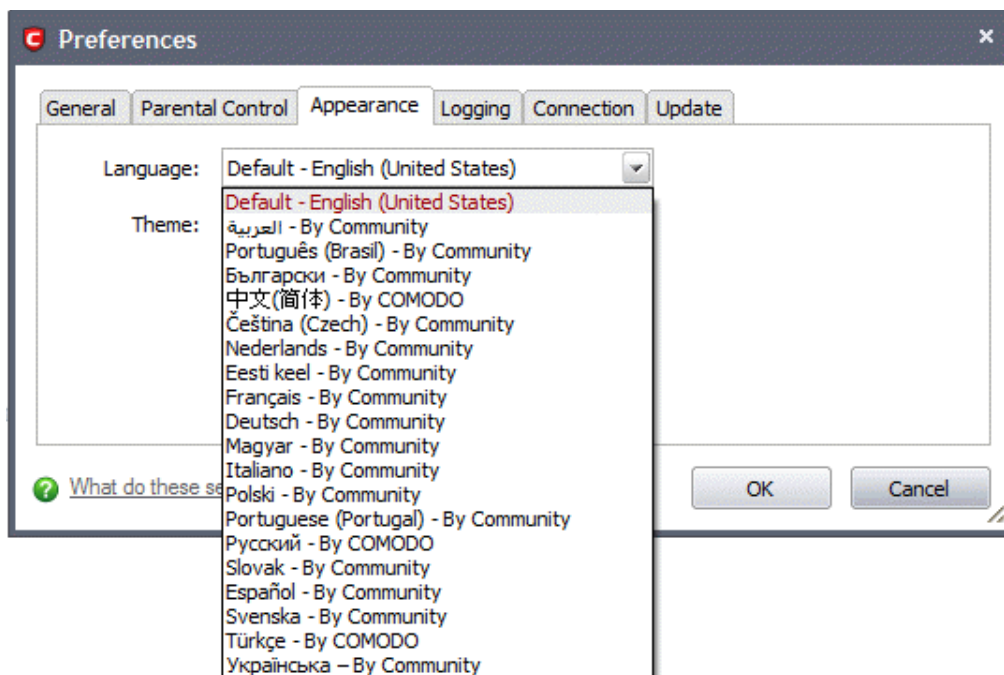 Preferences
General Parental Control Appearance Logging Connection Update
Language: Default - English (United States)
Default - English (United States)
Theme:
العربية - By Community
Português (Brasil) - By Community
Български - By Community
中文(简体) - By COMODO
Čeština (Czech) - By Community
Nederlands - By Community
Eesti keel - By Community
Français - By Community
Deutsch - By Community
Magyar - By Community
Italiano - By Community
What do these se
Polski - By Community
OK Cancel
Portuguese (Portugal) - By Community
Русский - By COMODO
Slovak - By Community
Español - By Community
Svenska - By Community
Türkçe - By COMODO
Українська – By Community